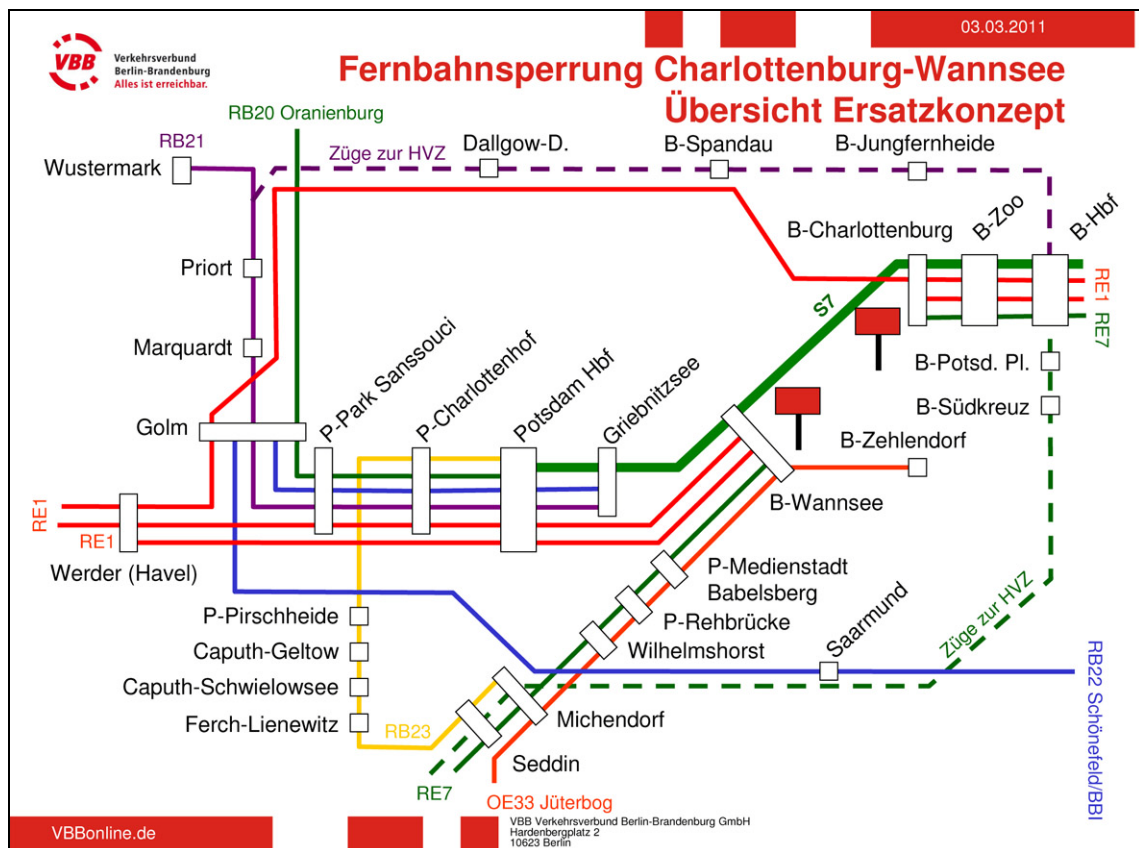 03.03.2011
VBB
Verkehrsverbund
Berlin-Brandenburg
Alles ist erreichbar.
Fernbahnsperrung Charlottenburg-Wannsee
Übersicht Ersatzkonzept
RB20 Oranienburg
RB21
Wustermark
Züge zur HVZ
Dallgow-D.
B-Spandau
B-Jungfernheide
B-Charlottenburg
B-Zoo
B-Hbf
Priort
RE1
S7
RE7
Marquardt
B-Potsd. Pl.
P-Park Sanssouci
P-Charlottenhof
Potsdam Hbf
Griebnitzsee
B-Südkreuz
Golm
B-Zehlendorf
B-Wannsee
RE1
RE1
Werder (Havel)
P-Medienstadt
Babelsberg
P-Rehbrücke
Saarmund
Züge zur HVZ
P-Pirschheide
Wilhelmshorst
Caputh-Geltow
Caputh-Schwielowsee
RB22 Schönefeld/BBI
Ferch-Lienewitz
RB23
Michendorf
Seddin
RE7
OE33 Jüterbog
VBBonline.de
VBB Verkehrsverbund Berlin-Brandenburg GmbH
Hardenbergplatz 2
10623 Berlin